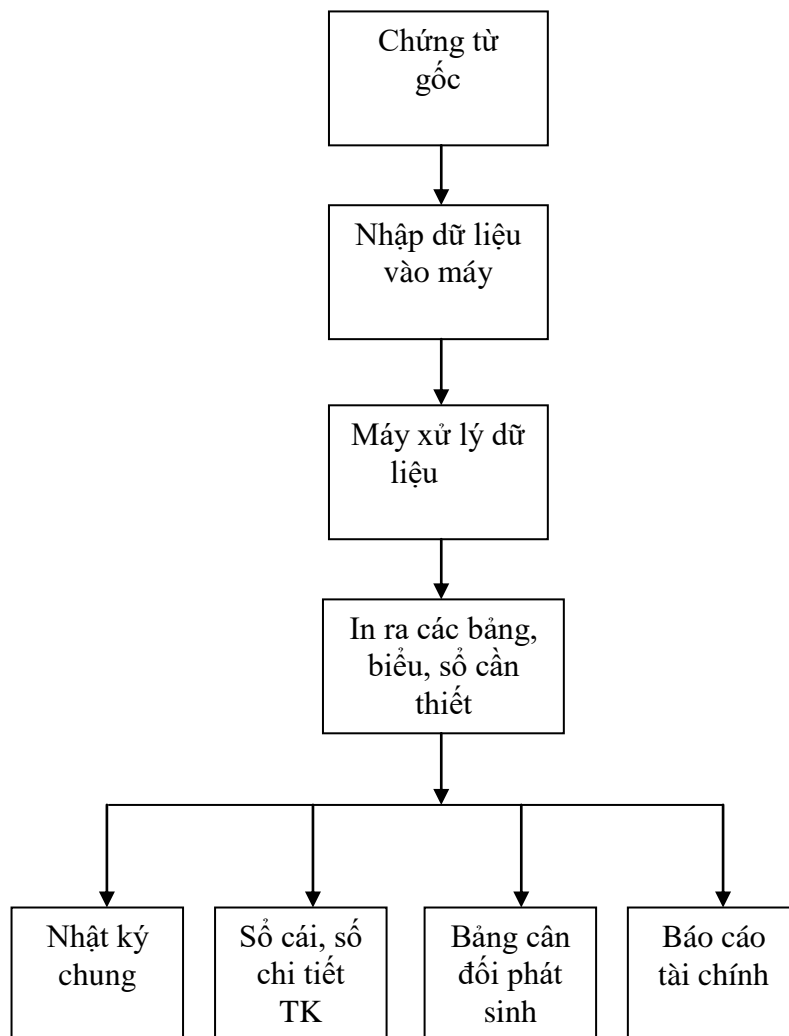 Chứng từ
gốc
Nhập dữ liệu
vào máy
Máy xử lý dữ
liệu
In ra các bảng,
biểu, sổ cần
thiết
Nhật ký
chung
Sổ cái, số
chi tiết
TK
Bảng cân
đối phát
sinh
Báo cáo
tài chính